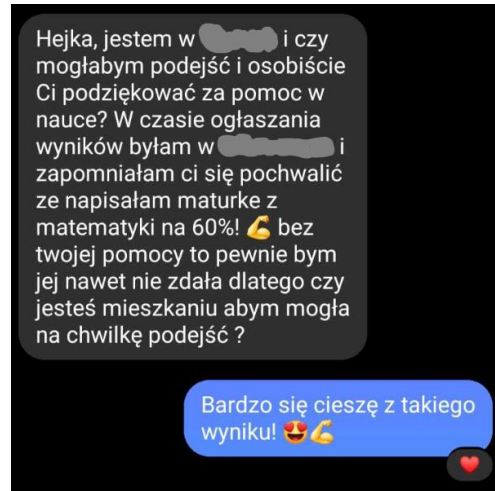 Hejka, jestem w i czy
mogłabym podejść i osobiście
Ci podziękować za pomoc w
nauce? W czasie ogłaszania
wyników byłam w i
zapomniałam ci się pochwalić
ze napisałam maturke z
matematyki na 60%! 💪 bez
twojej pomocy to pewnie bym
jej nawet nie zdała dlatego czy
jesteś mieszkaniu abym mogła
na chwilkę podejść ?
Bardzo się cieszę z takiego
wyniku! 😍💪